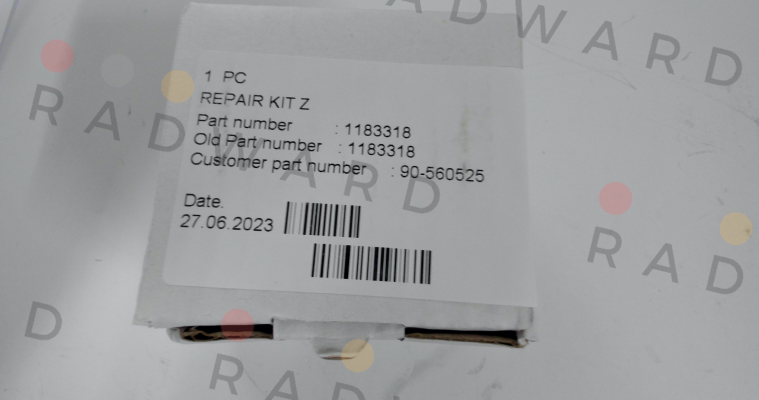 1 PC
REPAIR KIT Z
Part number : 1183318
Old Part number : 1183318
Customer part number : 90-560525
Date.
27.06.2023
RADWARD
RADWARD
RAD
D
RADWARD